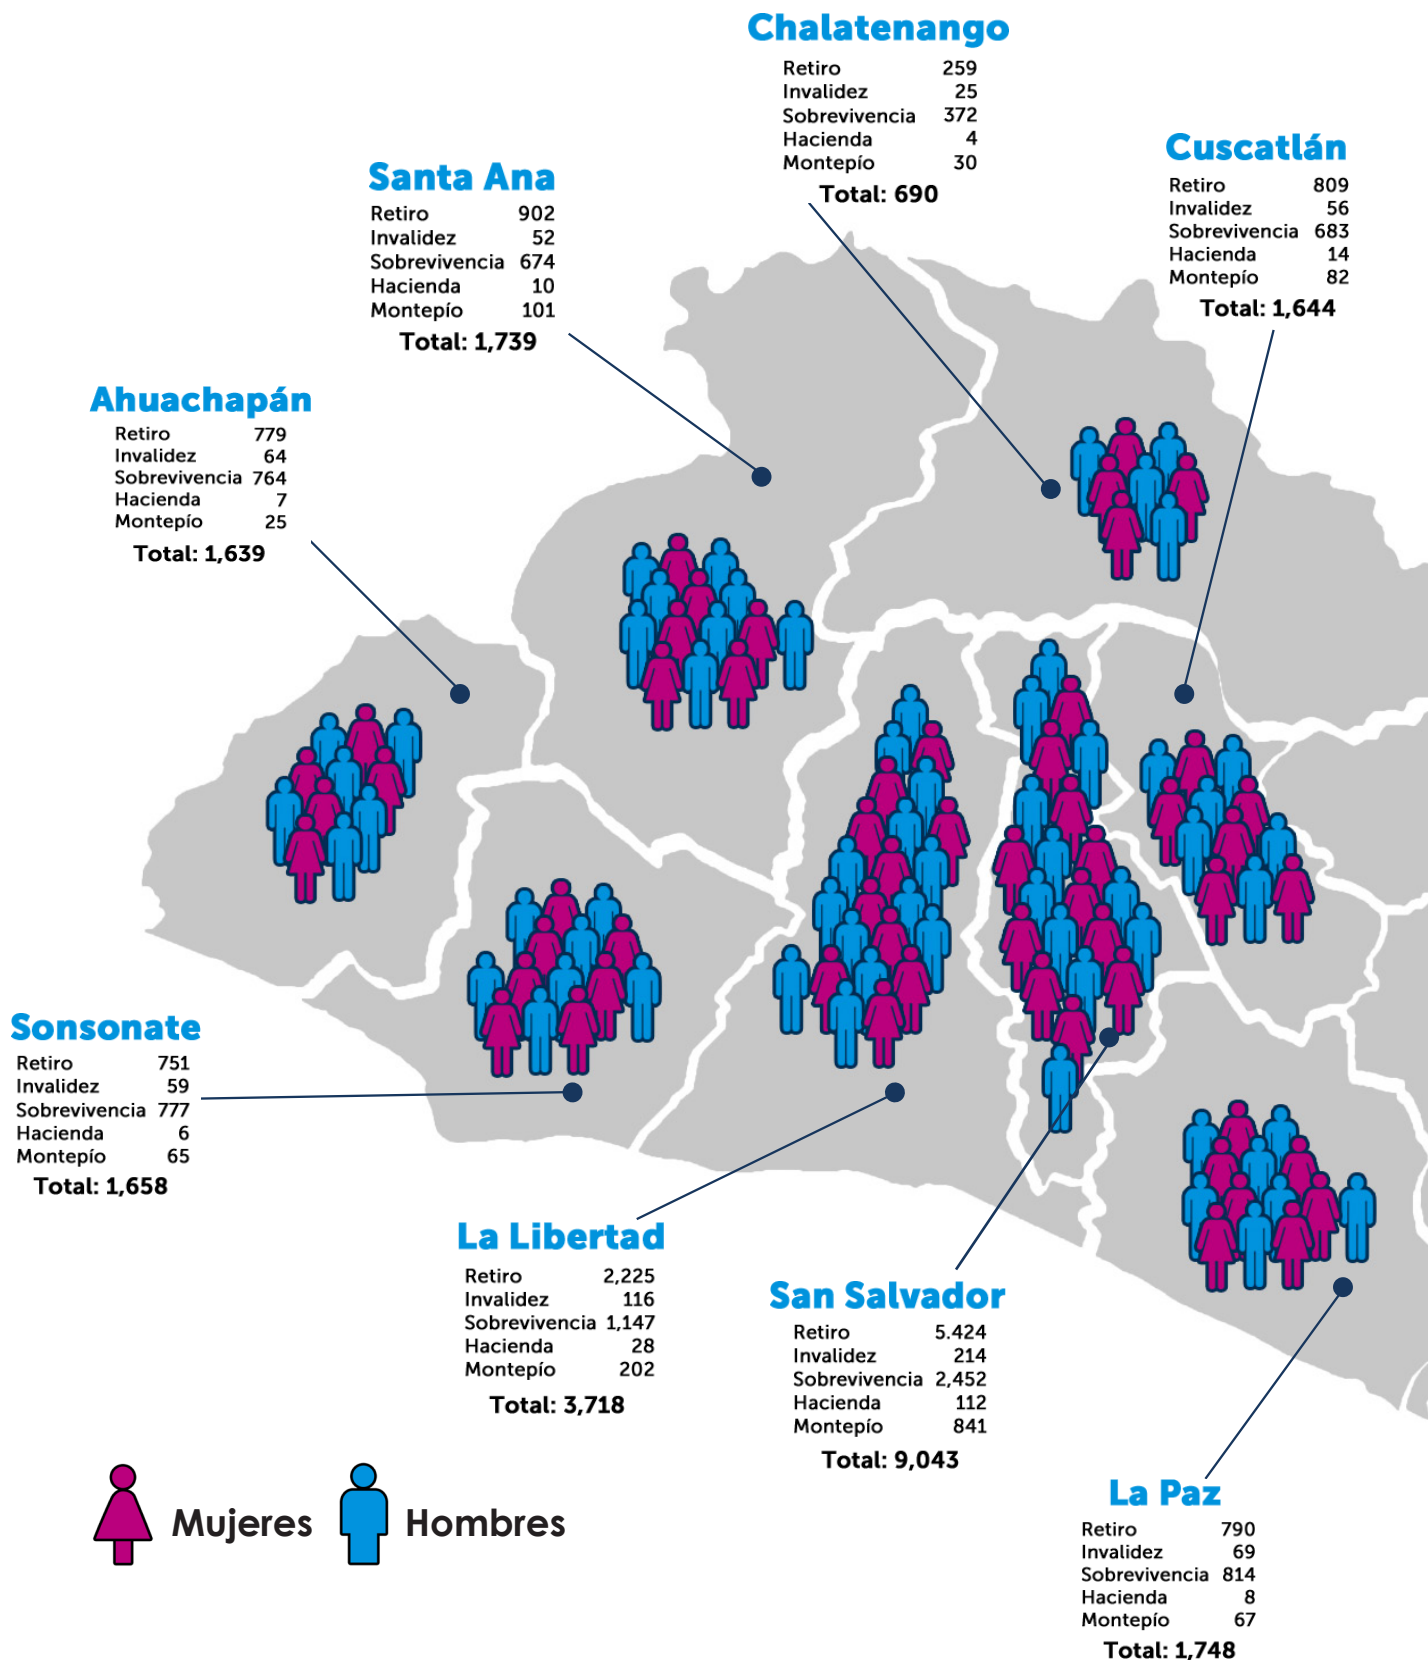 Chalatenango
Retiro 259
Invalidez 25
Sobrevivencia 372
Hacienda 4
Montepío 30
Total: 690
Cuscatlán
Retiro 809
Invalidez 56
Sobrevivencia 683
Hacienda 14
Montepío 82
Total: 1,644
Santa Ana
Retiro 902
Invalidez 52
Sobrevivencia 674
Hacienda 10
Montepío 101
Total: 1,739
Ahuachapán
Retiro 779
Invalidez 64
Sobrevivencia 764
Hacienda 7
Montepío 25
Total: 1,639
Sonsonate
Retiro 751
Invalidez 59
Sobrevivencia 777
Hacienda 6
Montepío 65
Total: 1,658
La Libertad
Retiro 2,225
Invalidez 116
Sobrevivencia 1,147
Hacienda 28
Montepío 202
Total: 3,718
San Salvador
Retiro 5.424
Invalidez 214
Sobrevivencia 2,452
Hacienda 112
Montepío 841
Total: 9,043
La Paz
Retiro 790
Invalidez 69
Sobrevivencia 814
Hacienda 8
Montepío 67
Total: 1,748
Mujeres Hombres